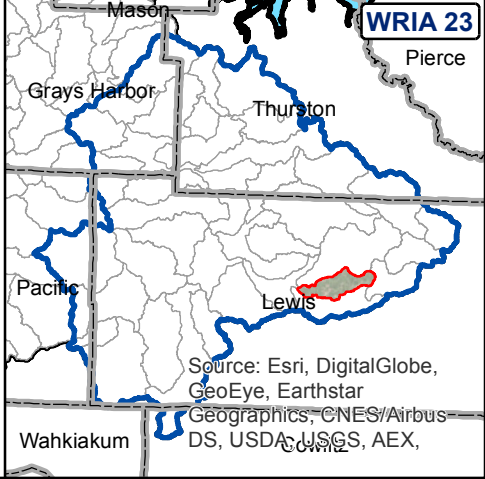 Mason
WRIA 23
Pierce
Grays Harbor
Thurston
Pacific
Lewis
Source: Esri, DigitalGlobe,
GeoEye, Earthstar
Geographics, CNES/Airbus
DS, USDA, USGS, AEX,
Wahkiakum
Cowlitz